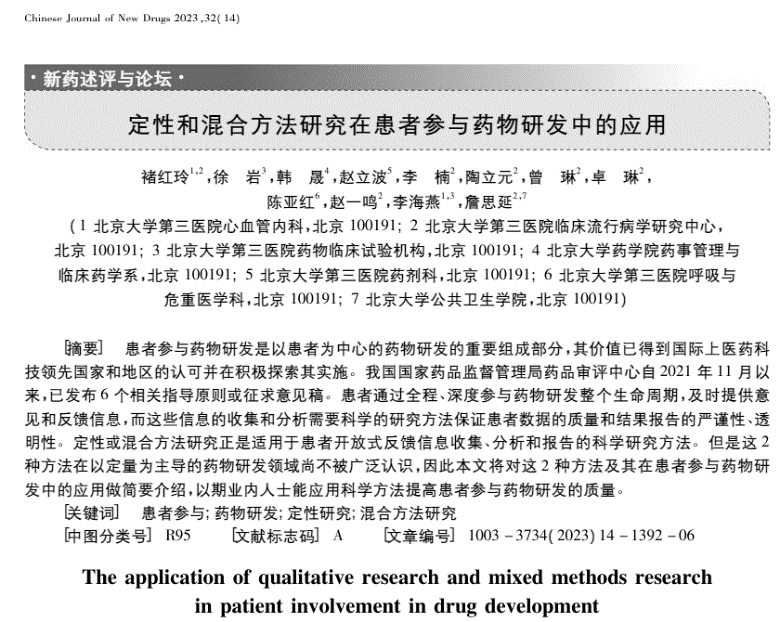 Chinese Journal of New Drugs 2023,32(14)
·新药述评与论坛·
定性和混合方法研究在患者参与药物研发中的应用
褚红玲1,2,徐　岩3,韩　晟4,赵立波5,李　楠2,陶立元2,曾　琳2,卓　琳2,
陈亚红6,赵一鸣2,李海燕1,3,詹思延2,7
(1 北京大学第三医院心血管内科,北京 100191; 2 北京大学第三医院临床流行病学研究中心,
北京 100191; 3 北京大学第三医院药物临床试验机构,北京 100191; 4 北京大学药学院药事管理与
临床药学系,北京 100191; 5 北京大学第三医院药剂科,北京 100191; 6 北京大学第三医院呼吸与
危重医学科,北京 100191; 7 北京大学公共卫生学院,北京 100191)
[摘要]　患者参与药物研发是以患者为中心的药物研发的重要组成部分,其价值已得到国际上医药科
技领先国家和地区的认可并在积极探索其实施。我国国家药品监督管理局药品审评中心自 2021 年 11 月以
来,已发布 6 个相关指导原则或征求意见稿。患者通过全程、深度参与药物研发整个生命周期,及时提供意
见和反馈信息,而这些信息的收集和分析需要科学的研究方法保证患者数据的质量和结果报告的严谨性、透
明性。定性或混合方法研究正是适用于患者开放式反馈信息收集、分析和报告的科学研究方法。但是这 2
种方法在以定量为主导的药物研发领域尚不被广泛认识,因此本文将对这 2 种方法及其在患者参与药物研
发中的应用做简要介绍,以期业内人士能应用科学方法提高患者参与药物研发的质量。
[关键词]　患者参与; 药物研发; 定性研究; 混合方法研究
[中图分类号]　R95　　[文献标志码]　A　　[文章编号]　1003－3734(2023)14－1392－06
The application of qualitative research and mixed methods research
in patient involvement in drug development